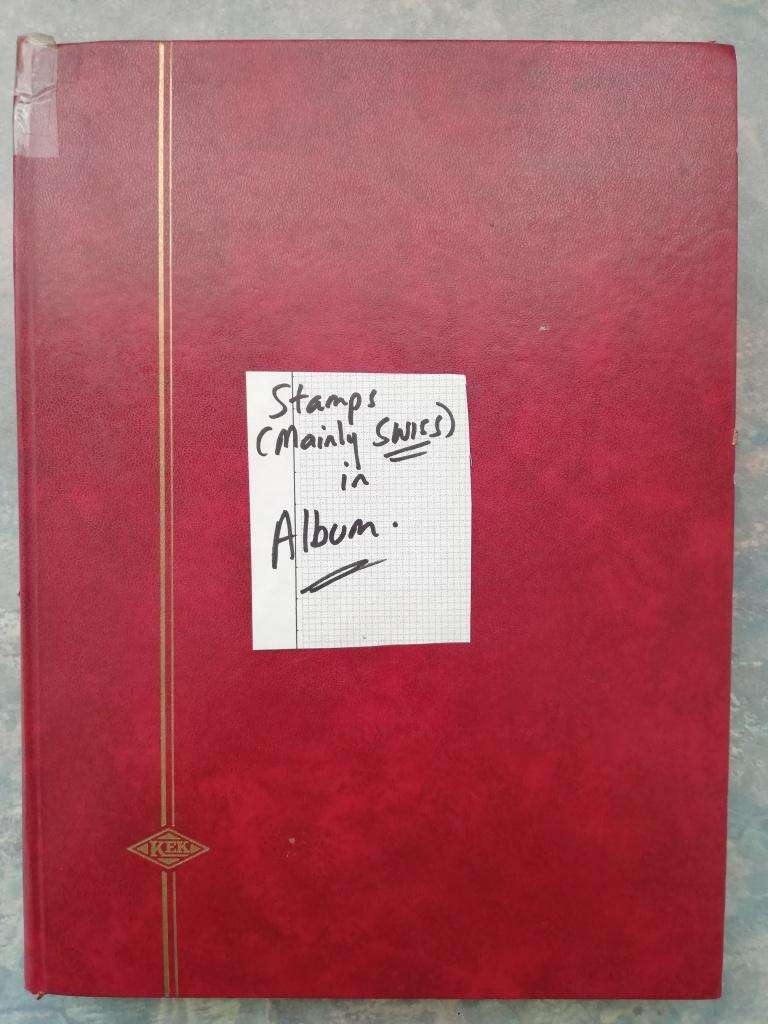 Stamps
(Mainly SWISS)
in
Album.
KEK